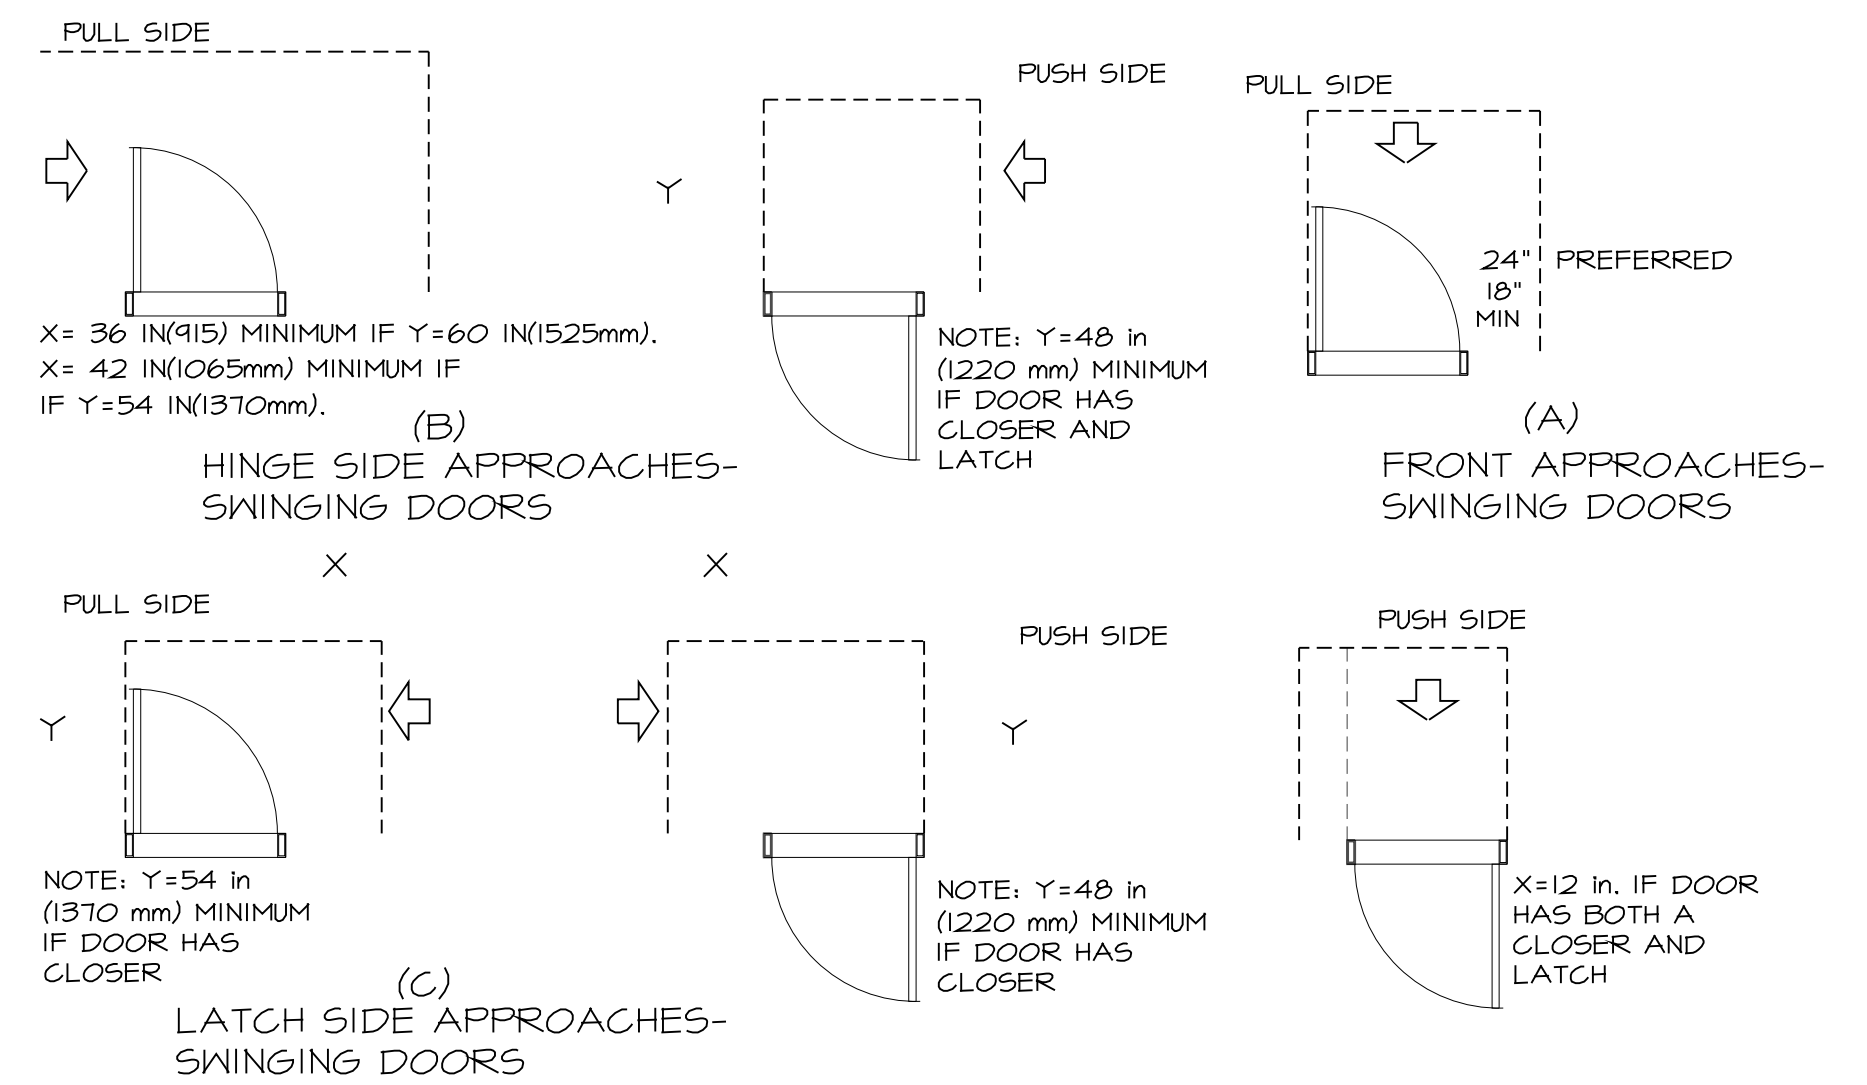 PULL SIDE
X= 36 IN(915) MINIMUM IF Y=60 IN(1525mm).
X= 42 IN(1065mm) MINIMUM IF
IF Y=54 IN(1370mm).
Y
PUSH SIDE
NOTE: Y=48 in
(1220 mm) MINIMUM
IF DOOR HAS
CLOSER AND
LATCH
(B)
HINGE SIDE APPROACHES-
SWINGING DOORS
PULL SIDE
24" PREFERRED
18"
MIN
(A)
FRONT APPROACHES-
SWINGING DOORS
X
X
PULL SIDE
Y
NOTE: Y=54 in
(1370 mm) MINIMUM
IF DOOR HAS
CLOSER
PUSH SIDE
Y
NOTE: Y=48 in
(1220 mm) MINIMUM
IF DOOR HAS
CLOSER
(C)
LATCH SIDE APPROACHES-
SWINGING DOORS
PUSH SIDE
X=12 in. IF DOOR
HAS BOTH A
CLOSER AND
LATCH